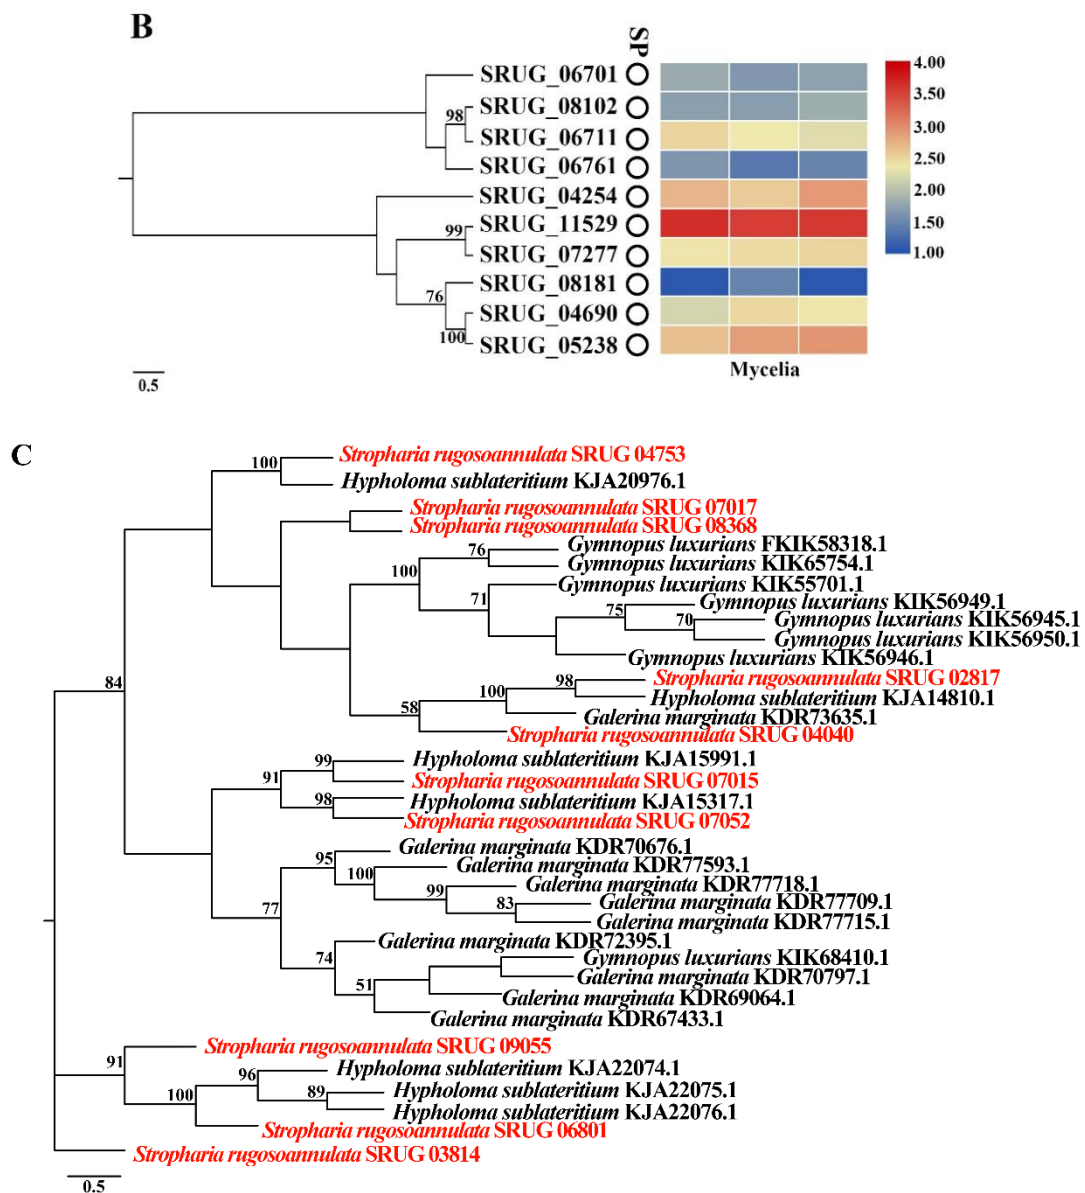 B
SP
SRUG_06701
SRUG_08102
SRUG_06711
SRUG_06761
SRUG_04254
SRUG_11529
SRUG_07277
SRUG_08181
SRUG_04690
SRUG_05238
98
99
76
100
4.00
3.50
3.00
2.50
2.00
1.50
1.00
Mycelia
0.5
C
100
Stropharia rugosoannulata SRUG 04753
Hypholoma sublateritium KJA20976.1
Stropharia rugosoannulata SRUG 07017
Stropharia rugosoannulata SRUG 08368
76
Gymnopus luxurians FKIK58318.1
Gymnopus luxurians KIK65754.1
100
Gymnopus luxurians KIK55701.1
71
75
Gymnopus luxurians KIK56949.1
70
Gymnopus luxurians KIK56945.1
Gymnopus luxurians KIK56950.1
Gymnopus luxurians KIK56946.1
84
98
Stropharia rugosoannulata SRUG 02817
100
Hypholoma sublateritium KJA14810.1
58
Galerina marginata KDR73635.1
Stropharia rugosoannulata SRUG 04040
99
Hypholoma sublateritium KJA15991.1
91
Stropharia rugosoannulata SRUG 07015
98
Hypholoma sublateritium KJA15317.1
Stropharia rugosoannulata SRUG 07052
95
Galerina marginata KDR70676.1
100
Galerina marginata KDR77593.1
99
Galerina marginata KDR77718.1
83
Galerina marginata KDR77709.1
77
Galerina marginata KDR77715.1
74
Galerina marginata KDR72395.1
51
Gymnopus luxurians KIK68410.1
Galerina marginata KDR70797.1
Galerina marginata KDR69064.1
Galerina marginata KDR67433.1
91
Stropharia rugosoannulata SRUG 09055
96
Hypholoma sublateritium KJA22074.1
100
89
Hypholoma sublateritium KJA22075.1
Hypholoma sublateritium KJA22076.1
Stropharia rugosoannulata SRUG 06801
Stropharia rugosoannulata SRUG 03814
0.5